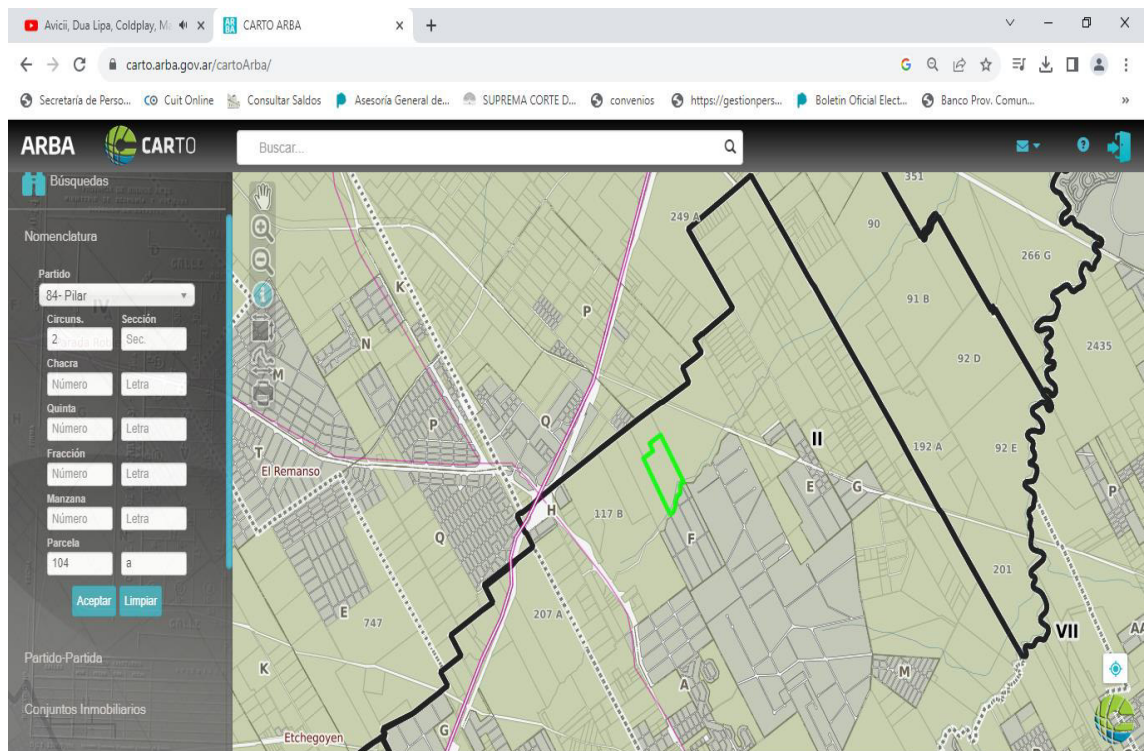 Avicii, Dua Lipa, Coldplay, Ma
CARTO ARBA
carto.arba.gov.ar/cartoArba/
Secretaría de Perso...
Cuit Online
Consultar Saldos
Asesoría General de...
SUPREMA CORTE D...
convenios
https://gestionpers...
Boletin Oficial Elect...
Banco Prov. Comun...
»
ARBA
CARTO
Buscar...
Búsquedas
Nomenclatura
Partido
84- Pilar
Circuns. Sección
2 Sec.
Chacra
Número Letra
Quinta
Número Letra
Fracción
Número Letra
Manzana
Número Letra
Parcela
104 a
Aceptar Limpiar
Partido-Partida
Conjuntos Inmobiliarios
351
249 A
90
266 G
K
P
91 B
N
2435
92 D
M
P
Q
II
192 A
92 E
T
El Remanso
E
G
P
H
117 B
Q
F
201
E
747
207 A
VII
AA
K
M
A
G
Etchegoyen